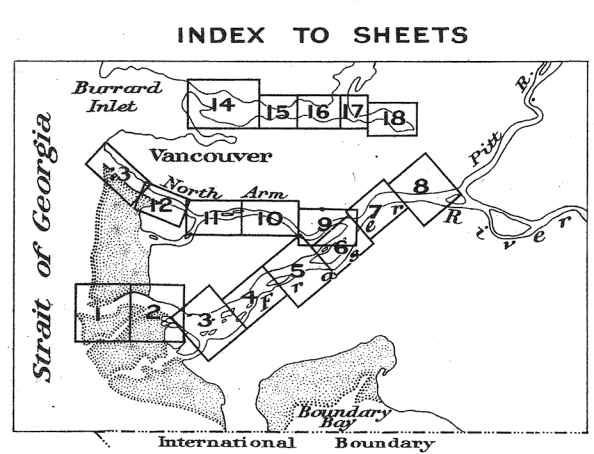 INDEX TO SHEETS
Burrard
Inlet
14
15
16
17
18
Pitt R.
Vancouver
Strait of Georgia
13
12
North Arm
11
10
9
8
7
6
5
4
3
2
1
Fraser River
Boundary
Bay
International Boundary